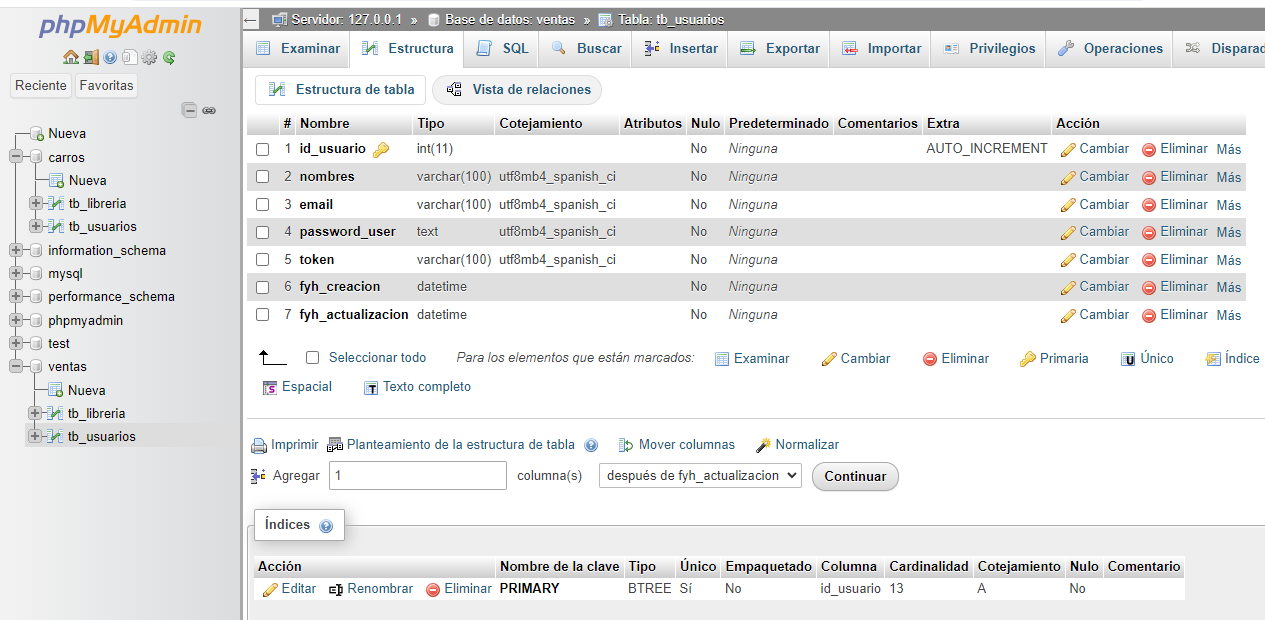 phpMyAdmin
Reciente Favoritas
Nueva
carros
Nueva
tb_libreria
tb_usuarios
information_schema
mysql
performance_schema
phpmyadmin
test
ventas
Nueva
tb_libreria
tb_usuarios
Servidor: 127.0.0.1 » Base de datos: ventas » Tabla: tb_usuarios
Examinar Estructura SQL Buscar Insertar Exportar Importar Privilegios Operaciones Disparad
Estructura de tabla Vista de relaciones
# Nombre Tipo Cotejamiento Atributos Nulo Predeterminado Comentarios Extra Acción
1 id_usuario int(11) No Ninguna AUTO_INCREMENT Cambiar Eliminar Más
2 nombres varchar(100) utf8mb4_spanish_ci No Ninguna Cambiar Eliminar Más
3 email varchar(100) utf8mb4_spanish_ci No Ninguna Cambiar Eliminar Más
4 password_user text utf8mb4_spanish_ci No Ninguna Cambiar Eliminar Más
5 token varchar(100) utf8mb4_spanish_ci No Ninguna Cambiar Eliminar Más
6 fyh_creacion datetime No Ninguna Cambiar Eliminar Más
7 fyh_actualizacion datetime No Ninguna Cambiar Eliminar Más
Seleccionar todo Para los elementos que están marcados: Examinar Cambiar Eliminar Primaria Único Índice
Espacial Texto completo
Imprimir Planteamiento de la estructura de tabla Mover columnas Normalizar
Agregar 1 columna(s) después de fyh_actualizacion Continuar
Índices
Acción Nombre de la clave Tipo Único Empaquetado Columna Cardinalidad Cotejamiento Nulo Comentario
Editar Renombrar Eliminar PRIMARY BTREE Sí No id_usuario 13 A No